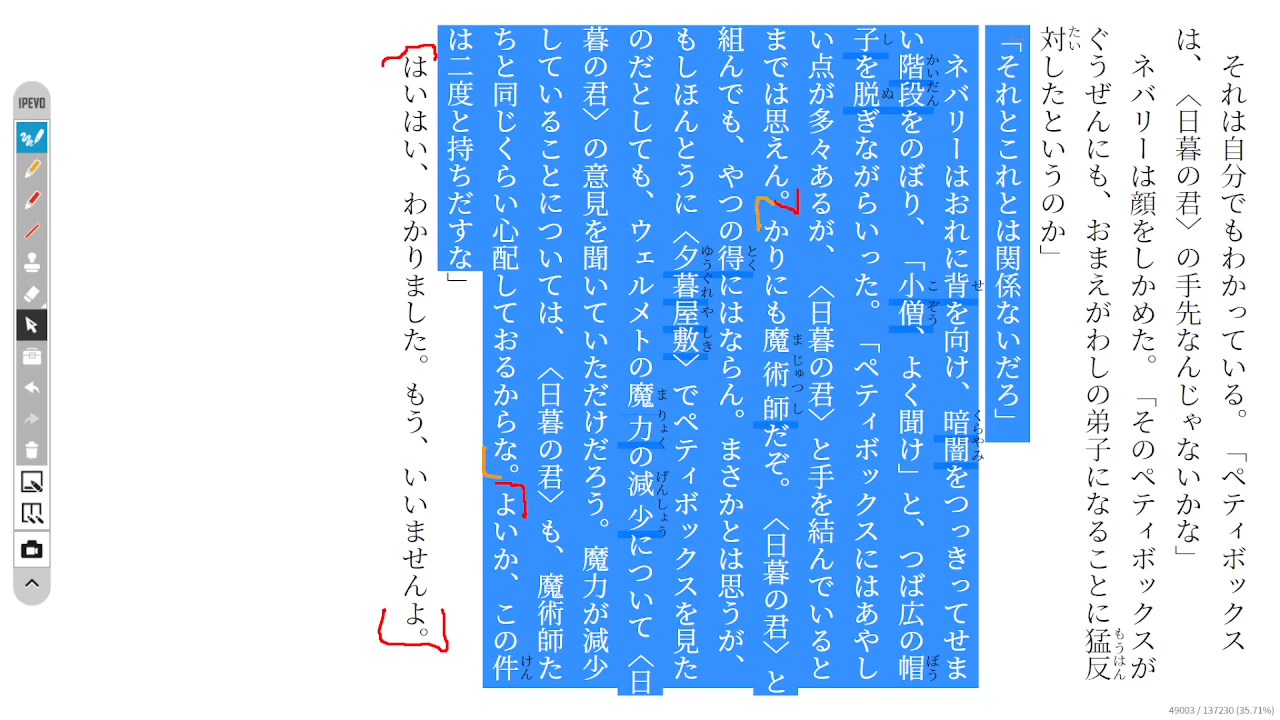 それは自分でもわかっている。「ペティボックス
は、〈日暮の君〉の手先なんじゃないかな」
ネバリーは顔をしかめた。「そのペティボックスが
ぐうぜんにも、おまえがわしの弟子になることに猛反
対したというのか」
「それとこれとは関係ないだろ」
ネバリーはおれに背を向け、暗闇をつっきってせま
い階段をのぼり、「小僧、よく聞け」と、つば広の帽
子を脱ぎながらいった。「ペティボックスにはあやし
い点が多々あるが、〈日暮の君〉と手を結んでいると
までは思えん。かりにも魔術師だぞ。〈日暮の君〉と
組んでも、やつの得にはならん。まさかとは思うが、
もしほんとうに〈夕暮屋敷〉でペティボックスを見た
のだとしても、ウェルメトの魔力の減少について〈日
暮の君〉の意見を聞いていただけだろう。魔力が減少
していることについては、〈日暮の君〉も、魔術師た
ちと同じくらい心配しておるからな。よいか、この件
は二度と持ちだすな」
はいはい、わかりました。もう、いいませんよ。
IPEVO
49003 / 137230 (35.71%)